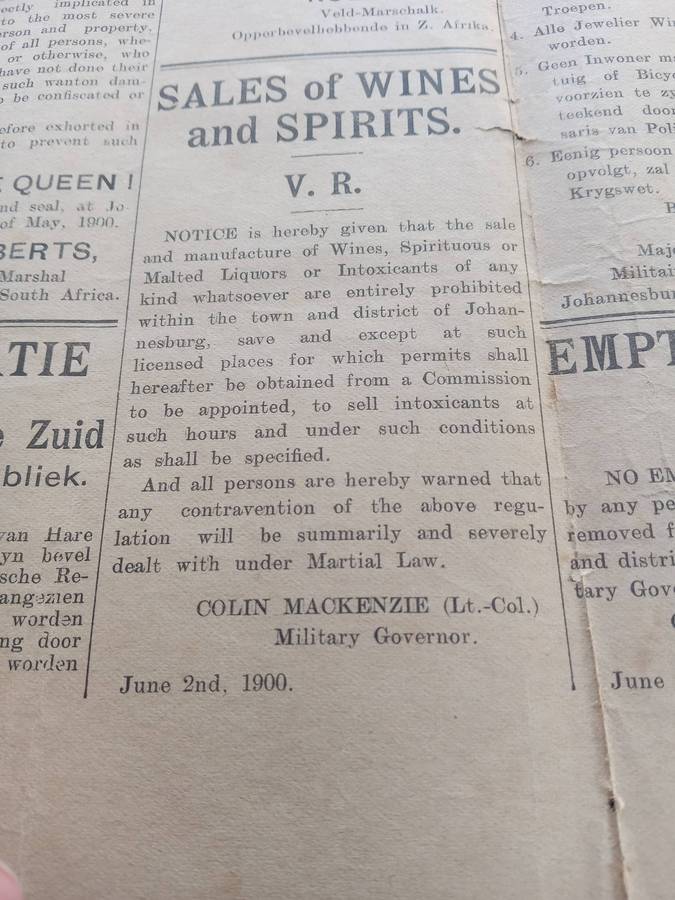 ectly implicated in
to the most severe
erson and property,
of all persons, whe-
or otherwise, who
have not done their
such wanton dam-
o be confiscated or
efore exhorted in
to prevent such
QUEEN !
nd seal, at Jo
of May, 1900.
BERTS,
Marshal
South Africa.
TIE
e Zuid
bliek.
van Hare
yn bevel
sche Re-
angezien
worden
ng door
worden
Veld-Marschalk.
Opperbevelhebbende in Z. Afrika.
SALES of WINES
and SPIRITS.
V. R.
NOTICE is hereby given that the sale
and manufacture of Wines, Spirituous or
Malted Liquors or Intoxicants of any
kind whatsoever are entirely prohibited
within the town and district of Johan-
nesburg, save and except at such
licensed places for which permits shall
hereafter be obtained from a Commission
to be appointed, to sell intoxicants at
such hours and under such conditions
as shall be specified.
And all persons are hereby warned that
any contravention of the above regu-
lation will be summarily and severely
dealt with under Martial Law.
COLIN MACKENZIE (Lt.-Col.)
Military Governor.
June 2nd, 1900.
Troepen.
4. Alle Jewelier Wi
worden.
5. Geen Inwoner m
tuig of Bicy
voorzien te zy
teekend door
saris van Pol
6. Eenig persoon
opvolgt, zal
Krygswet.
Maj
Militai
Johannesbu
EMPT
NO EM
by any pe
removed f
and distri
tary Gov
June